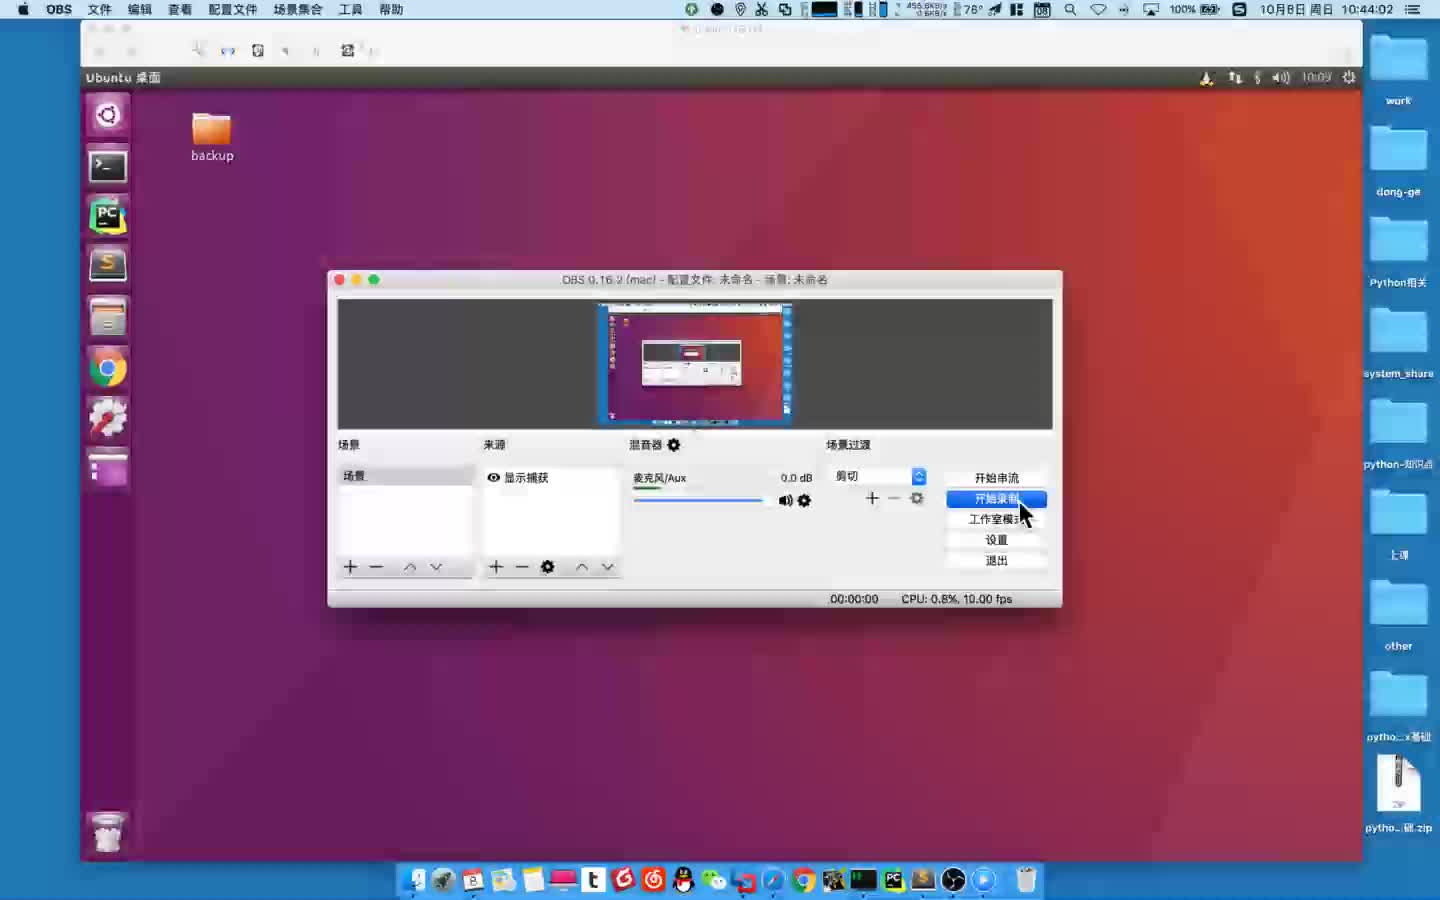 OBS 文件 编辑 查看 配置文件 场景集合 工具 帮助
76° 08 100% 10月8日 周日 10:44:02
Ubuntu 桌面
10:09
backup
OBS 0.16.2 (mac) - 配置文件: 未命名 - 场景: 未命名
场景 来源 混音器 场景过渡
场景
显示捕获
麦克风/Aux 0.0 dB
剪切
开始串流
开始录制
工作室模式
设置
退出
00:00:00 CPU: 0.8%, 10.00 fps
work
dong-ge
Python相关
system_share
python-知识点
上课
other
pytho...x基础
ZIP
pytho...础.zip